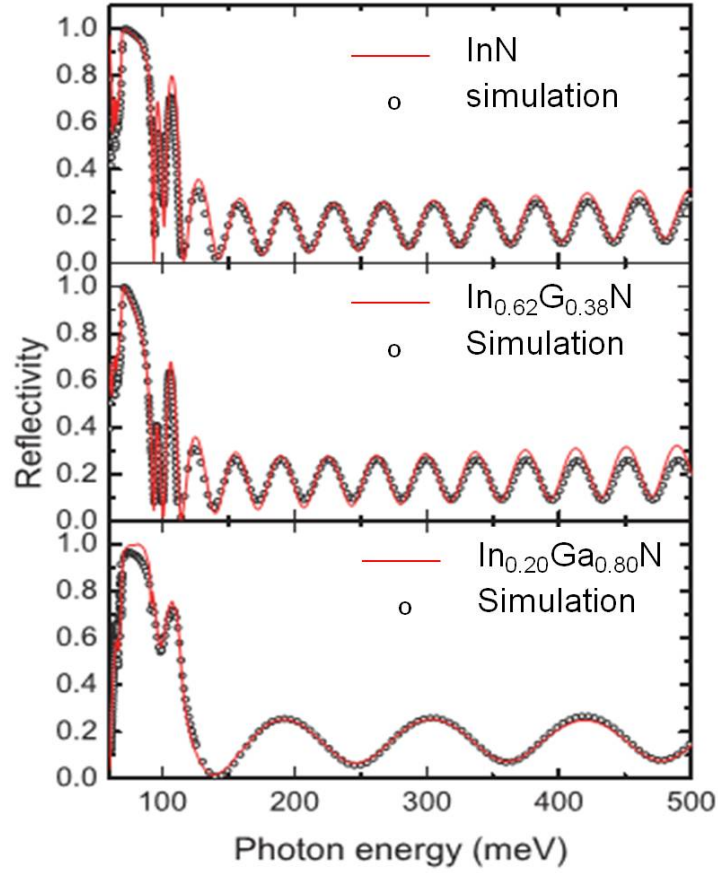 1.0
InN
0.8
o simulation
0.6
0.4
0.2
0.0
1.0
In₀.₆₂G₀.₃₈N
0.8
o Simulation
0.6
0.4
0.2
0.0
Reflectivity
1.0
In₀.₂₀Ga₀.₈₀N
0.8
o Simulation
0.6
0.4
0.2
0.0
100 200 300 400 500
Photon energy (meV)